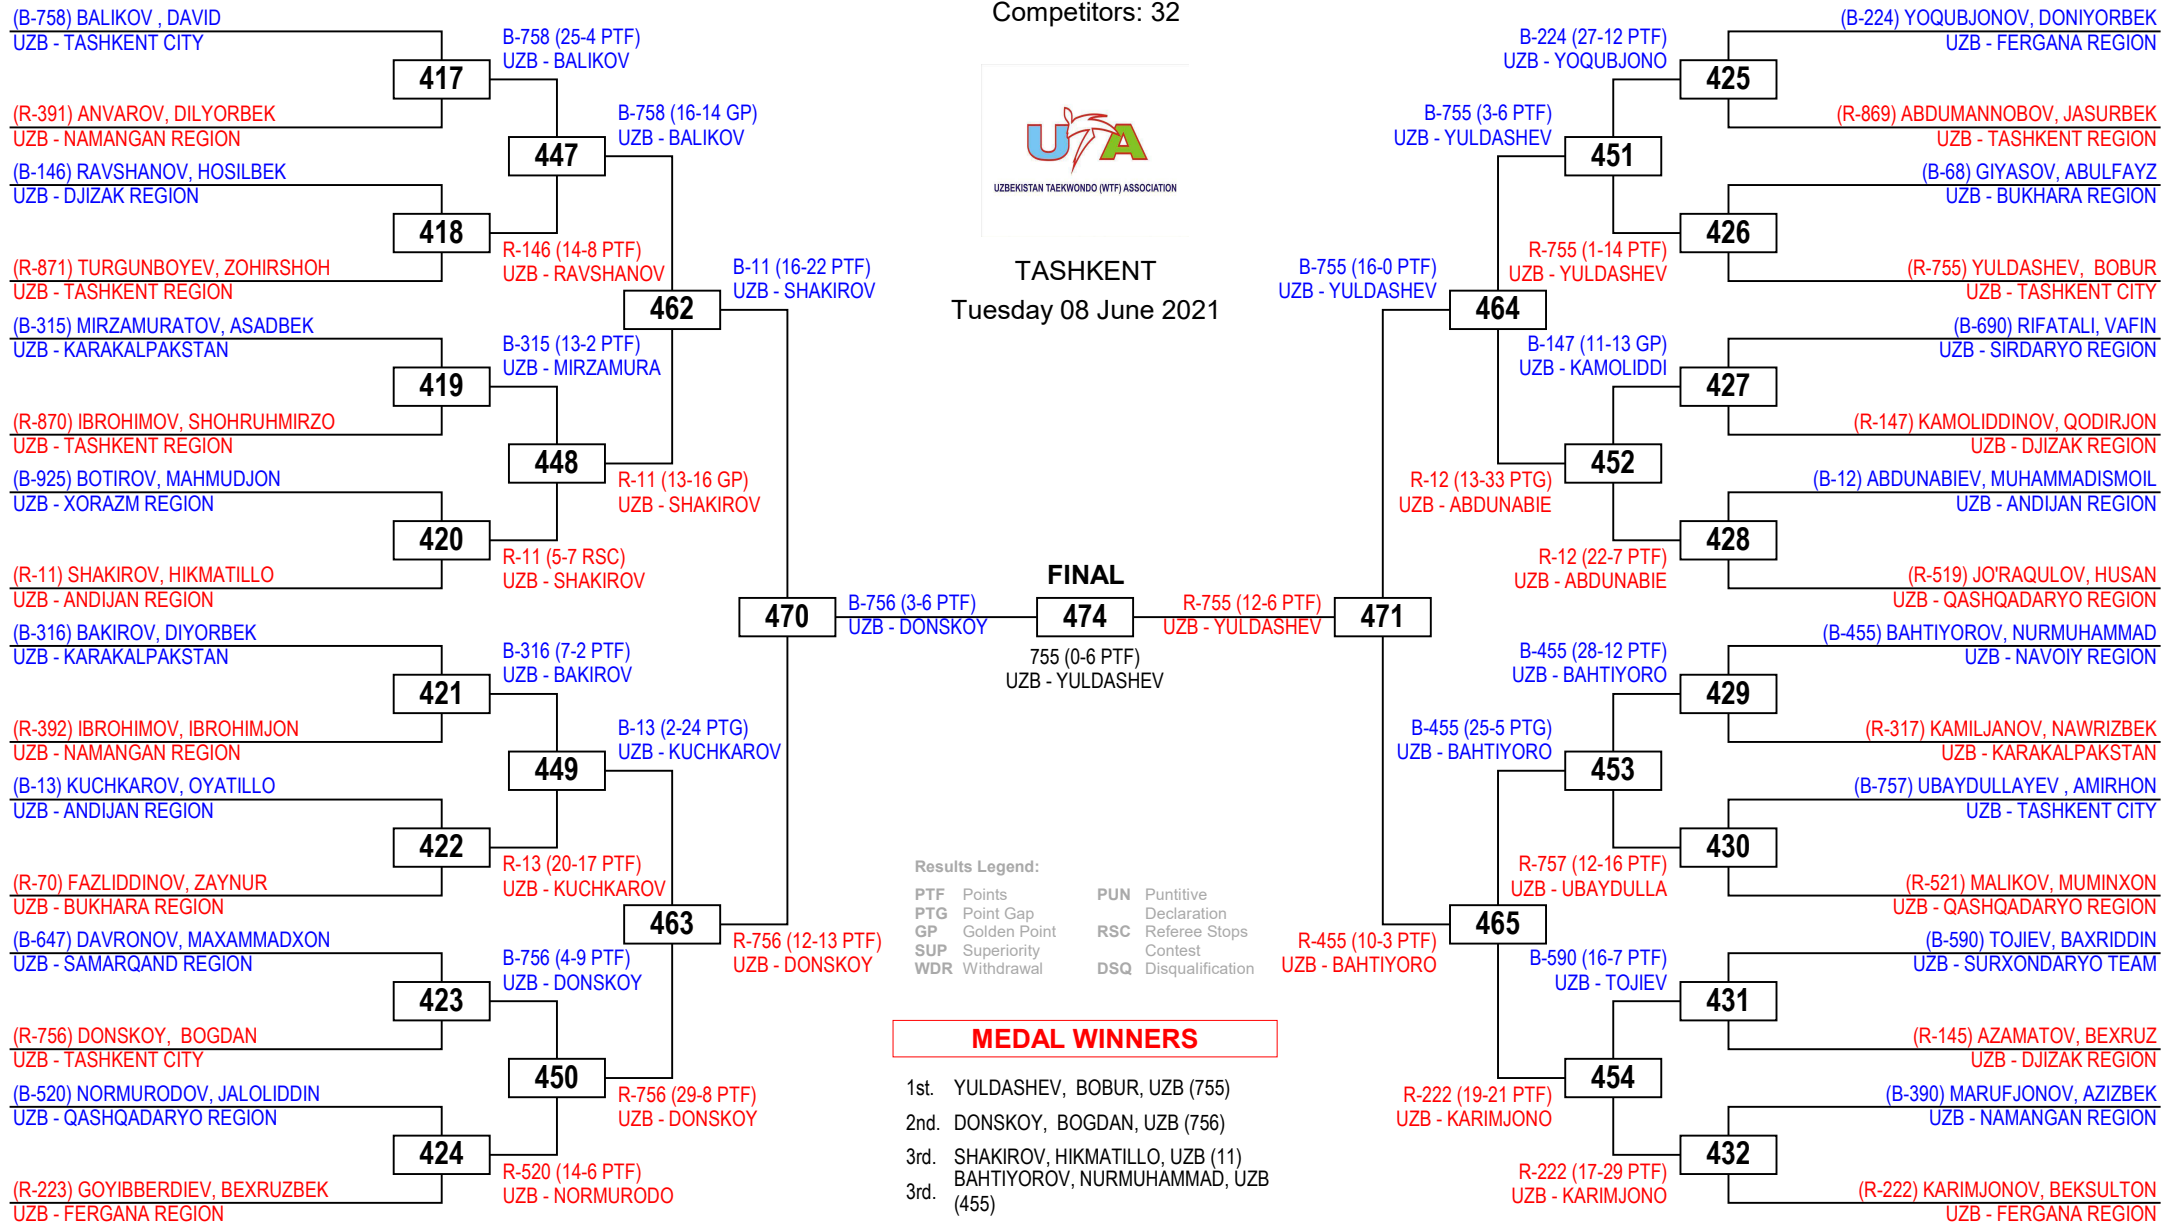 Competitors: 32
UZBEKISTAN TAEKWONDO (WTF) ASSOCIATION
TASHKENT
Tuesday 08 June 2021
(B-758) BALIKOV , DAVID
UZB - TASHKENT CITY
417
(R-391) ANVAROV, DILYORBEK
UZB - NAMANGAN REGION
(B-146) RAVSHANOV, HOSILBEK
UZB - DJIZAK REGION
418
(R-871) TURGUNBOYEV, ZOHIRSHOH
UZB - TASHKENT REGION
(B-315) MIRZAMURATOV, ASADBEK
UZB - KARAKALPAKSTAN
419
(R-870) IBROHIMOV, SHOHRUHMIRZO
UZB - TASHKENT REGION
(B-925) BOTIROV, MAHMUDJON
UZB - XORAZM REGION
420
(R-11) SHAKIROV, HIKMATILLO
UZB - ANDIJAN REGION
(B-316) BAKIROV, DIYORBEK
UZB - KARAKALPAKSTAN
421
(R-392) IBROHIMOV, IBROHIMJON
UZB - NAMANGAN REGION
(B-13) KUCHKAROV, OYATILLO
UZB - ANDIJAN REGION
422
(R-70) FAZLIDDINOV, ZAYNUR
UZB - BUKHARA REGION
(B-647) DAVRONOV, MAXAMMADXON
UZB - SAMARQAND REGION
423
(R-756) DONSKOY,  BOGDAN
UZB - TASHKENT CITY
(B-520) NORMURODOV, JALOLIDDIN
UZB - QASHQADARYO REGION
424
(R-223) GOYIBBERDIEV, BEXRUZBEK
UZB - FERGANA REGION
B-758 (25-4 PTF)
UZB - BALIKOV
447
R-146 (14-8 PTF)
UZB - RAVSHANOV
B-315 (13-2 PTF)
UZB - MIRZAMURA
448
R-11 (5-7 RSC)
UZB - SHAKIROV
B-316 (7-2 PTF)
UZB - BAKIROV
449
R-13 (20-17 PTF)
UZB - KUCHKAROV
B-756 (4-9 PTF)
UZB - DONSKOY
450
R-520 (14-6 PTF)
UZB - NORMURODO
B-758 (16-14 GP)
UZB - BALIKOV
462
R-11 (13-16 GP)
UZB - SHAKIROV
B-13 (2-24 PTG)
UZB - KUCHKAROV
463
R-756 (29-8 PTF)
UZB - DONSKOY
B-11 (16-22 PTF)
UZB - SHAKIROV
470
R-756 (12-13 PTF)
UZB - DONSKOY
B-756 (3-6 PTF)
UZB - DONSKOY
FINAL
474
755 (0-6 PTF)
UZB - YULDASHEV
R-755 (12-6 PTF)
UZB - YULDASHEV
471
B-755 (16-0 PTF)
UZB - YULDASHEV
464
R-455 (10-3 PTF)
UZB - BAHTIYORO
465
B-755 (3-6 PTF)
UZB - YULDASHEV
451
R-12 (13-33 PTG)
UZB - ABDUNABIE
452
B-455 (25-5 PTG)
UZB - BAHTIYORO
453
R-222 (19-21 PTF)
UZB - KARIMJONO
454
B-224 (27-12 PTF)
UZB - YOQUBJONO
R-755 (1-14 PTF)
UZB - YULDASHEV
B-147 (11-13 GP)
UZB - KAMOLIDDI
R-12 (22-7 PTF)
UZB - ABDUNABIE
B-455 (28-12 PTF)
UZB - BAHTIYORO
R-757 (12-16 PTF)
UZB - UBAYDULLA
B-590 (16-7 PTF)
UZB - TOJIEV
R-222 (17-29 PTF)
UZB - KARIMJONO
(B-224) YOQUBJONOV, DONIYORBEK
UZB - FERGANA REGION
425
(R-869) ABDUMANNOBOV, JASURBEK
UZB - TASHKENT REGION
(B-68) GIYASOV, ABULFAYZ
UZB - BUKHARA REGION
426
(R-755) YULDASHEV,  BOBUR
UZB - TASHKENT CITY
(B-690) RIFATALI, VAFIN
UZB - SIRDARYO REGION
427
(R-147) KAMOLIDDINOV, QODIRJON
UZB - DJIZAK REGION
(B-12) ABDUNABIEV, MUHAMMADISMOIL
UZB - ANDIJAN REGION
428
(R-519) JO'RAQULOV, HUSAN
UZB - QASHQADARYO REGION
(B-455) BAHTIYOROV, NURMUHAMMAD
UZB - NAVOIY REGION
429
(R-317) KAMILJANOV, NAWRIZBEK
UZB - KARAKALPAKSTAN
(B-757) UBAYDULLAYEV , AMIRHON
UZB - TASHKENT CITY
430
(R-521) MALIKOV, MUMINXON
UZB - QASHQADARYO REGION
(B-590) TOJIEV, BAXRIDDIN
UZB - SURXONDARYO TEAM
431
(R-145) AZAMATOV, BEXRUZ
UZB - DJIZAK REGION
(B-390) MARUFJONOV, AZIZBEK
UZB - NAMANGAN REGION
432
(R-222) KARIMJONOV, BEKSULTON
UZB - FERGANA REGION
Results Legend:
PTF Points
PTG Point Gap
GP Golden Point
SUP Superiority
WDR Withdrawal
PUN Puntitive
Declaration
RSC Referee Stops
Contest
DSQ Disqualification
MEDAL WINNERS
1st. YULDASHEV,  BOBUR, UZB (755)
2nd. DONSKOY,  BOGDAN, UZB (756)
3rd. SHAKIROV, HIKMATILLO, UZB (11)
3rd. BAHTIYOROV, NURMUHAMMAD, UZB
(455)